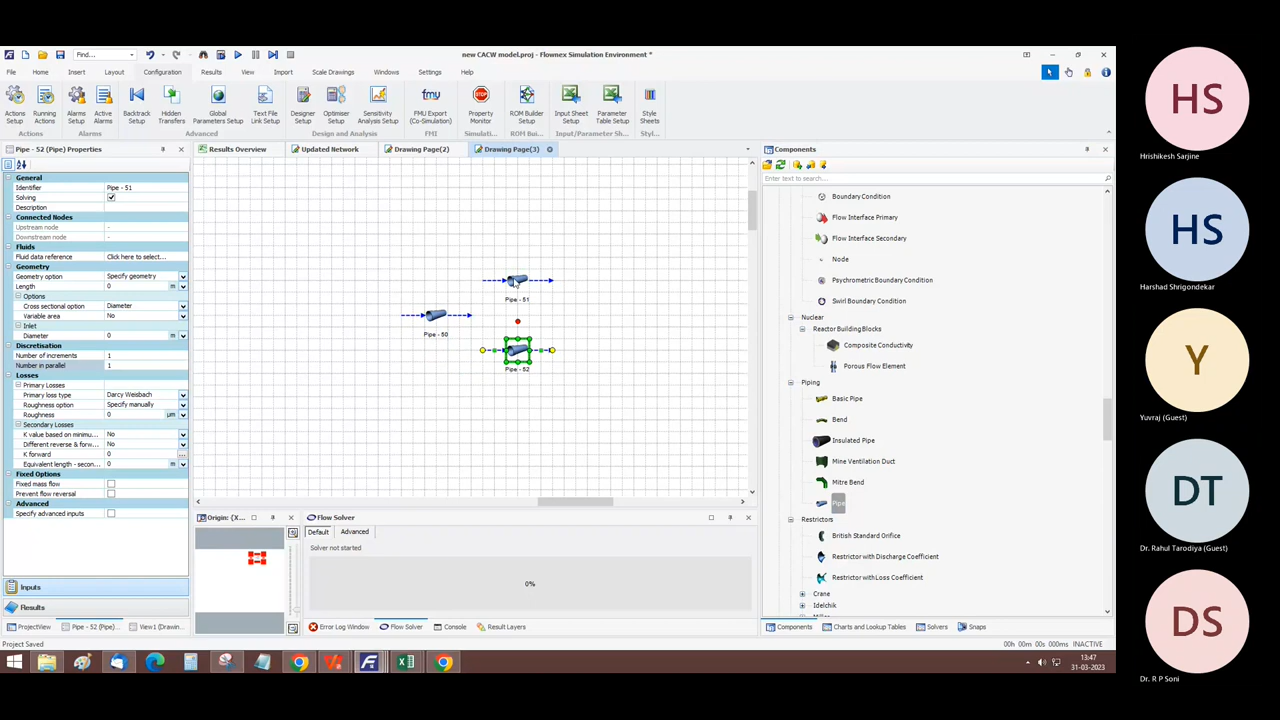 Find...
new CACW model.proj - Flownex Simulation Environment *
File Home Insert Layout Configuration Results View Import Scale Drawings Windows Settings Help
Actions Setup
Running Actions
Alarms Setup
Active Alarms
Backtrack Setup
Hidden Transfers
Global Parameters Setup
Text File Link Setup
Designer Setup
Optimiser Setup
Sensitivity Analysis Setup
fmu
FMU Export (Co-Simulation)
STOP
Property Monitor
ROM Builder Setup
Input Sheet Setup
Parameter Table Setup
Style Sheets
Actions Alarms Advanced Design and Analysis FMI Simulati... ROM Bui... Input/Parameter Sh... Styl...
Pipe - 52 (Pipe) Properties
Results Overview Updated Network Drawing Page(2) Drawing Page(3)
Components
Enter text to search...
General
Identifier Pipe - 51
Solving
Description
Connected Nodes
Upstream node -
Downstream node -
Fluids
Fluid data reference Click here to select...
Geometry
Geometry option Specify geometry
Length 0 m
Options
Cross sectional option Diameter
Variable area No
Inlet
Diameter 0 m
Discretisation
Number of increments 1
Number in parallel 1
Losses
Primary Losses
Primary loss type Darcy Weisbach
Roughness option Specify manually
Roughness 0 µm
Secondary Losses
K value based on minimu... No
Different reverse & forw... No
K forward 0 ...
Equivalent length - secon... 0 m
Fixed Options
Fixed mass flow
Prevent flow reversal
Advanced
Specify advanced inputs
Inputs
Results
ProjectView Pipe - 52 (Pipe) View1 (Drawin...
Project Saved
Pipe - 51
Pipe - 50
Pipe - 52
Origin: {X...
Flow Solver
Default Advanced
Solver not started
0%
Error Log Window Flow Solver Console Result Layers
Boundary Condition
Flow Interface Primary
Flow Interface Secondary
Node
Psychrometric Boundary Condition
Swirl Boundary Condition
Nuclear
Reactor Building Blocks
Composite Conductivity
Porous Flow Element
Piping
Basic Pipe
Bend
Insulated Pipe
Mine Ventilation Duct
Mitre Bend
Pipe
Restrictors
British Standard Orifice
Restrictor with Discharge Coefficient
Restrictor with Loss Coefficient
Crane
Idelchik
Components Charts and Lookup Tables Solvers Snaps
00h 00m 00s 000ms INACTIVE
13:47
31-03-2023
HS
Hrishikesh Sarjine
HS
Harshad Shrigondekar
Y
Yuvraj (Guest)
DT
Dr. Rahul Tarodiya (Guest)
DS
Dr. R P Soni